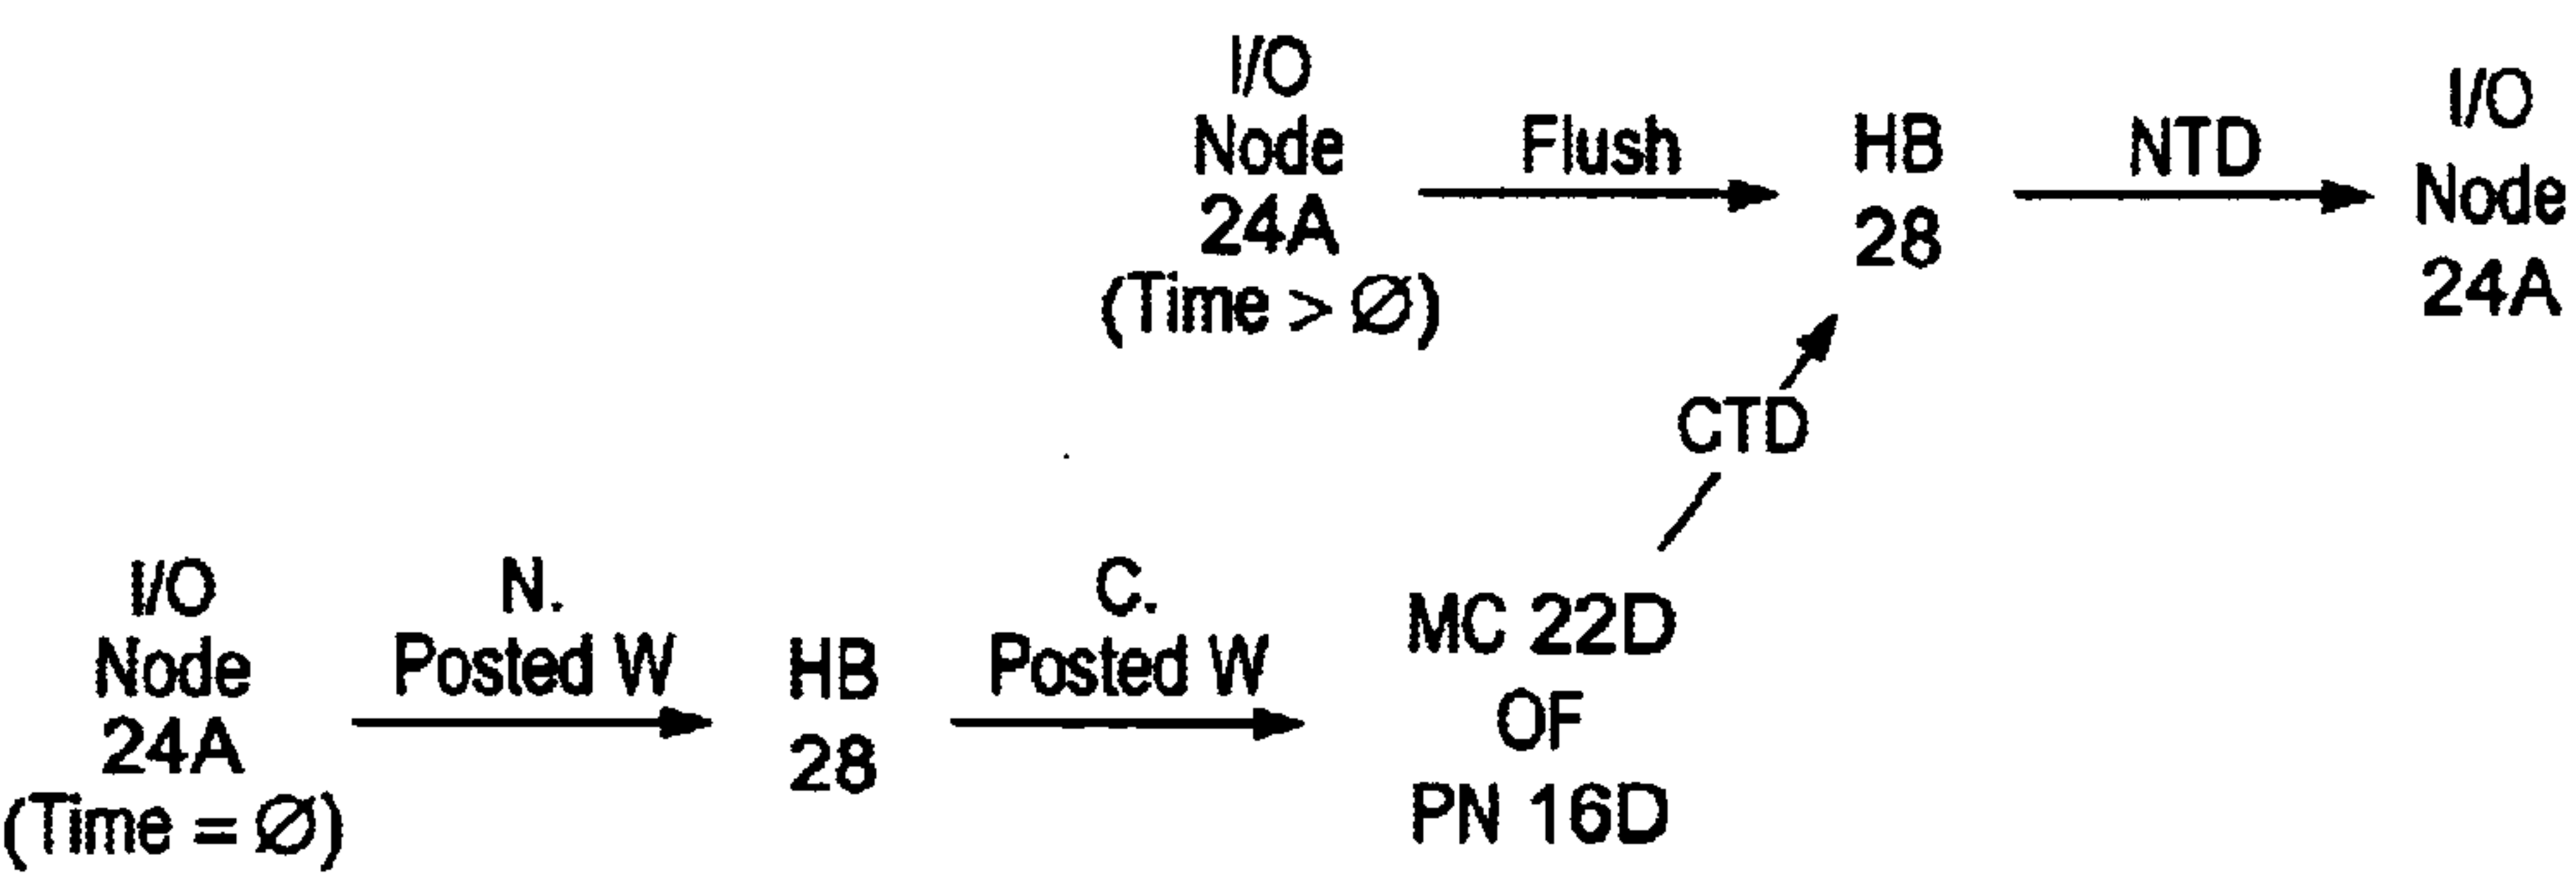 I/O
Node
24A
(Time > Ø)
Flush
HB
28
NTD
I/O
Node
24A
CTD
I/O
Node
24A
(Time = Ø)
N.
Posted W
HB
28
C.
Posted W
MC 22D
OF
PN 16D